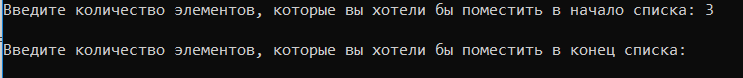 Введите количество элементов, которые вы хотели бы поместить в начало списка: 3
Введите количество элементов, которые вы хотели бы поместить в конец списка: